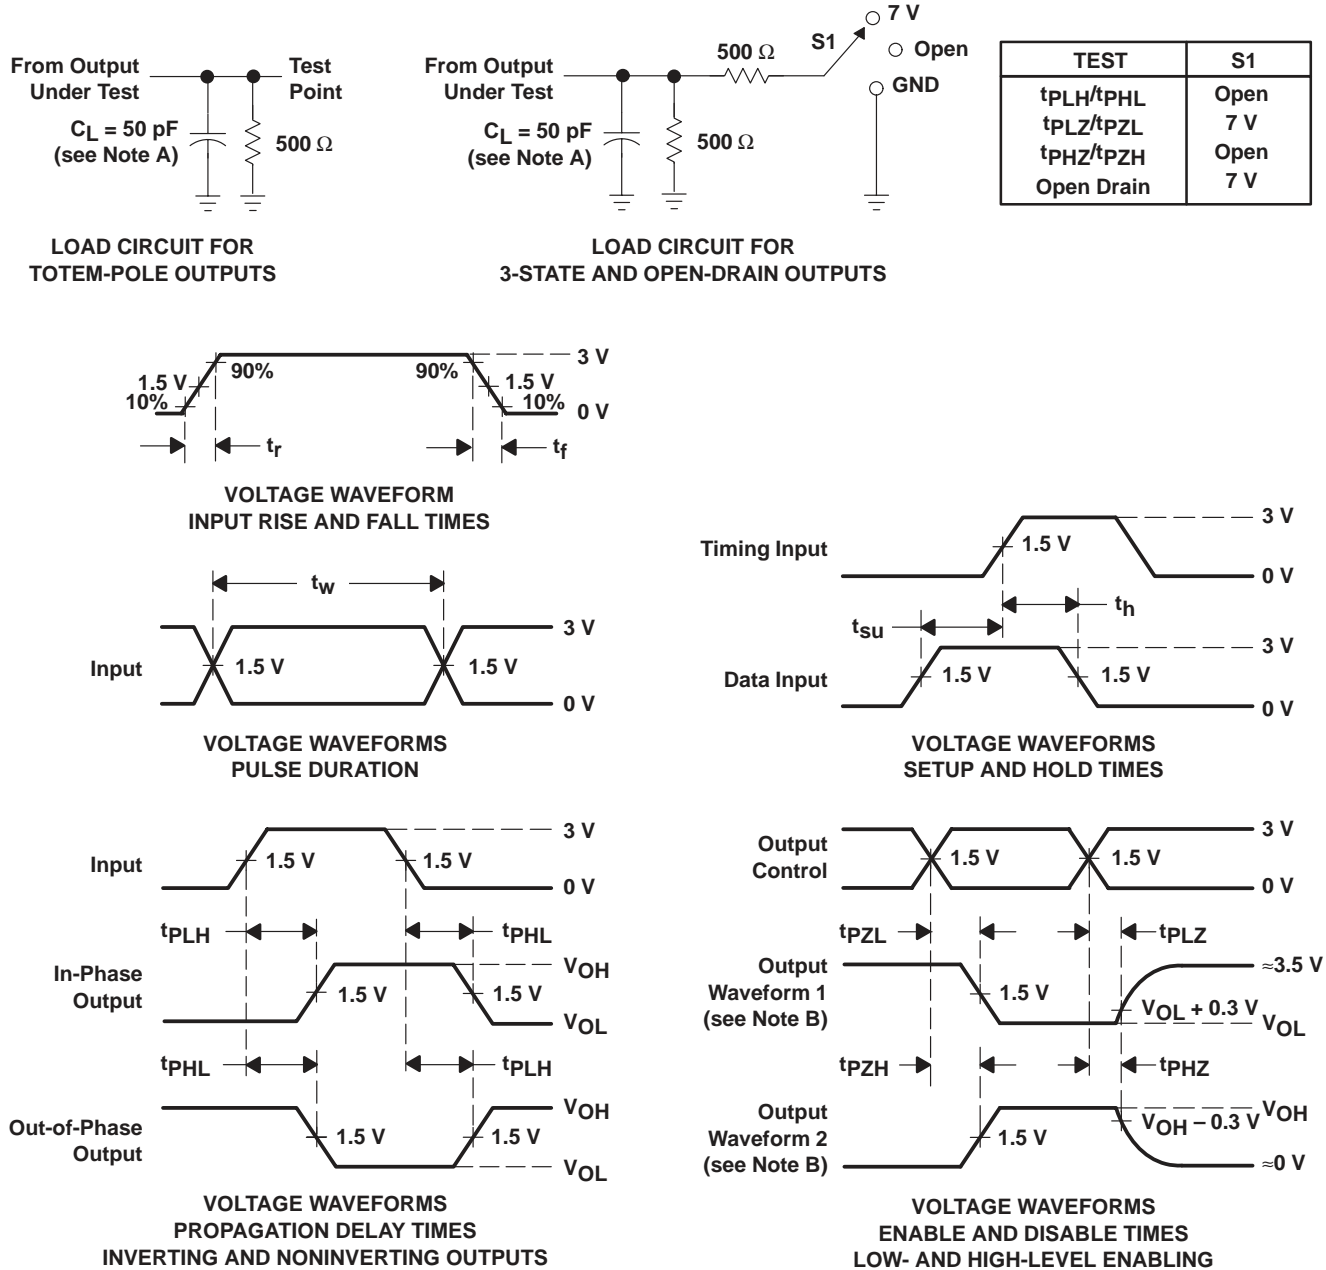 From Output
Under Test
Test
Point
CL = 50 pF
(see Note A)
500 Ω
LOAD CIRCUIT FOR
TOTEM-POLE OUTPUTS
From Output
Under Test
CL = 50 pF
(see Note A)
500 Ω
500 Ω
S1
7 V
Open
GND
LOAD CIRCUIT FOR
3-STATE AND OPEN-DRAIN OUTPUTS
TEST S1
tPLH/tPHL Open
tPLZ/tPZL 7 V
tPHZ/tPZH Open
Open Drain 7 V
3 V
90% 90%
1.5 V 1.5 V
10% 10%
0 V
tr tf
VOLTAGE WAVEFORM
INPUT RISE AND FALL TIMES
tw
3 V
Input 1.5 V 1.5 V
0 V
VOLTAGE WAVEFORMS
PULSE DURATION
3 V
Timing Input 1.5 V
0 V
th
tsu
3 V
Data Input 1.5 V 1.5 V
0 V
VOLTAGE WAVEFORMS
SETUP AND HOLD TIMES
3 V
Input 1.5 V 1.5 V
0 V
tPLH tPHL
In-Phase
Output
VOH
1.5 V 1.5 V
VOL
tPHL tPLH
Out-of-Phase
Output
VOH
1.5 V 1.5 V
VOL
VOLTAGE WAVEFORMS
PROPAGATION DELAY TIMES
INVERTING AND NONINVERTING OUTPUTS
Output
Control
3 V
1.5 V 1.5 V
0 V
tPZL tPLZ
Output
Waveform 1
(see Note B)
≈3.5 V
1.5 V
VOL + 0.3 V
VOL
tPZH tPHZ
Output
Waveform 2
(see Note B)
VOH
1.5 V
VOH – 0.3 V
≈0 V
VOLTAGE WAVEFORMS
ENABLE AND DISABLE TIMES
LOW- AND HIGH-LEVEL ENABLING